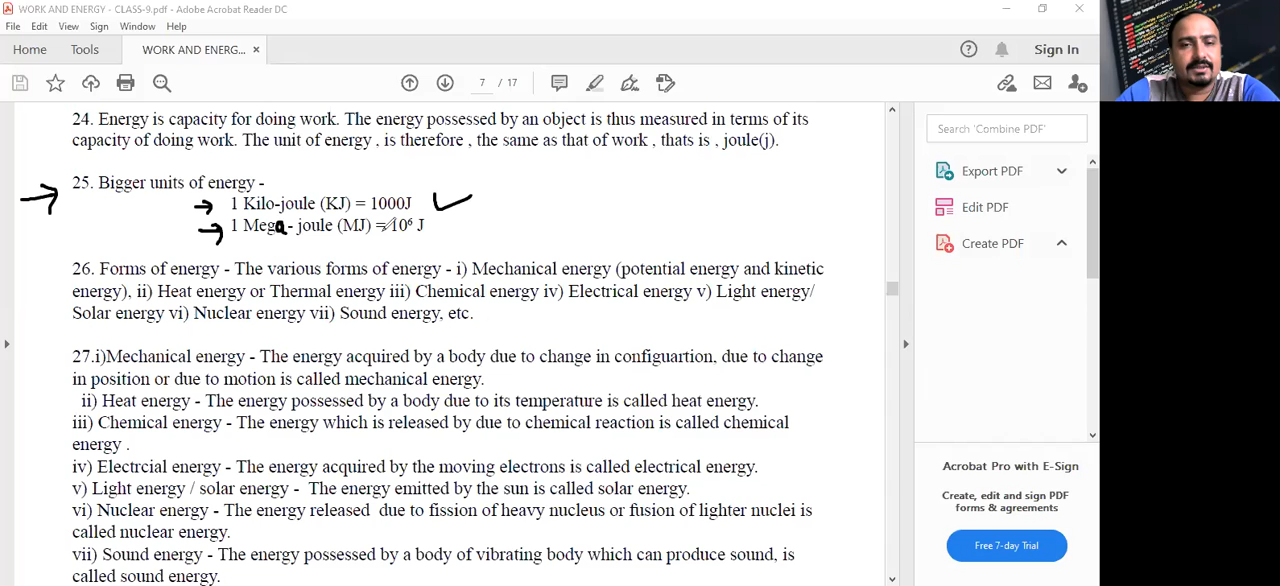 WORK AND ENERGY - CLASS-9.pdf - Adobe Acrobat Reader DC
File Edit View Sign Window Help
Home Tools WORK AND ENERG... × Sign In
7 / 17
24. Energy is capacity for doing work. The energy possessed by an object is thus measured in terms of its
capacity of doing work. The unit of energy , is therefore , the same as that of work , thats is , joule(j).
25. Bigger units of energy -
1 Kilo-joule (KJ) = 1000J
1 Mega- joule (MJ) = 10⁶ J
26. Forms of energy - The various forms of energy - i) Mechanical energy (potential energy and kinetic
energy), ii) Heat energy or Thermal energy iii) Chemical energy iv) Electrical energy v) Light energy/
Solar energy vi) Nuclear energy vii) Sound energy, etc.
27.i)Mechanical energy - The energy acquired by a body due to change in configuartion, due to change
in position or due to motion is called mechanical energy.
ii) Heat energy - The energy possessed by a body due to its temperature is called heat energy.
iii) Chemical energy - The energy which is released by due to chemical reaction is called chemical
energy .
iv) Electrcial energy - The energy acquired by the moving electrons is called electrical energy.
v) Light energy / solar energy - The energy emitted by the sun is called solar energy.
vi) Nuclear energy - The energy released due to fission of heavy nucleus or fusion of lighter nuclei is
called nuclear energy.
vii) Sound energy - The energy possessed by a body of vibrating body which can produce sound, is
called sound energy.
Search 'Combine PDF'
Export PDF
Edit PDF
Create PDF
Acrobat Pro with E-Sign
Create, edit and sign PDF
forms & agreements
Free 7-day Trial